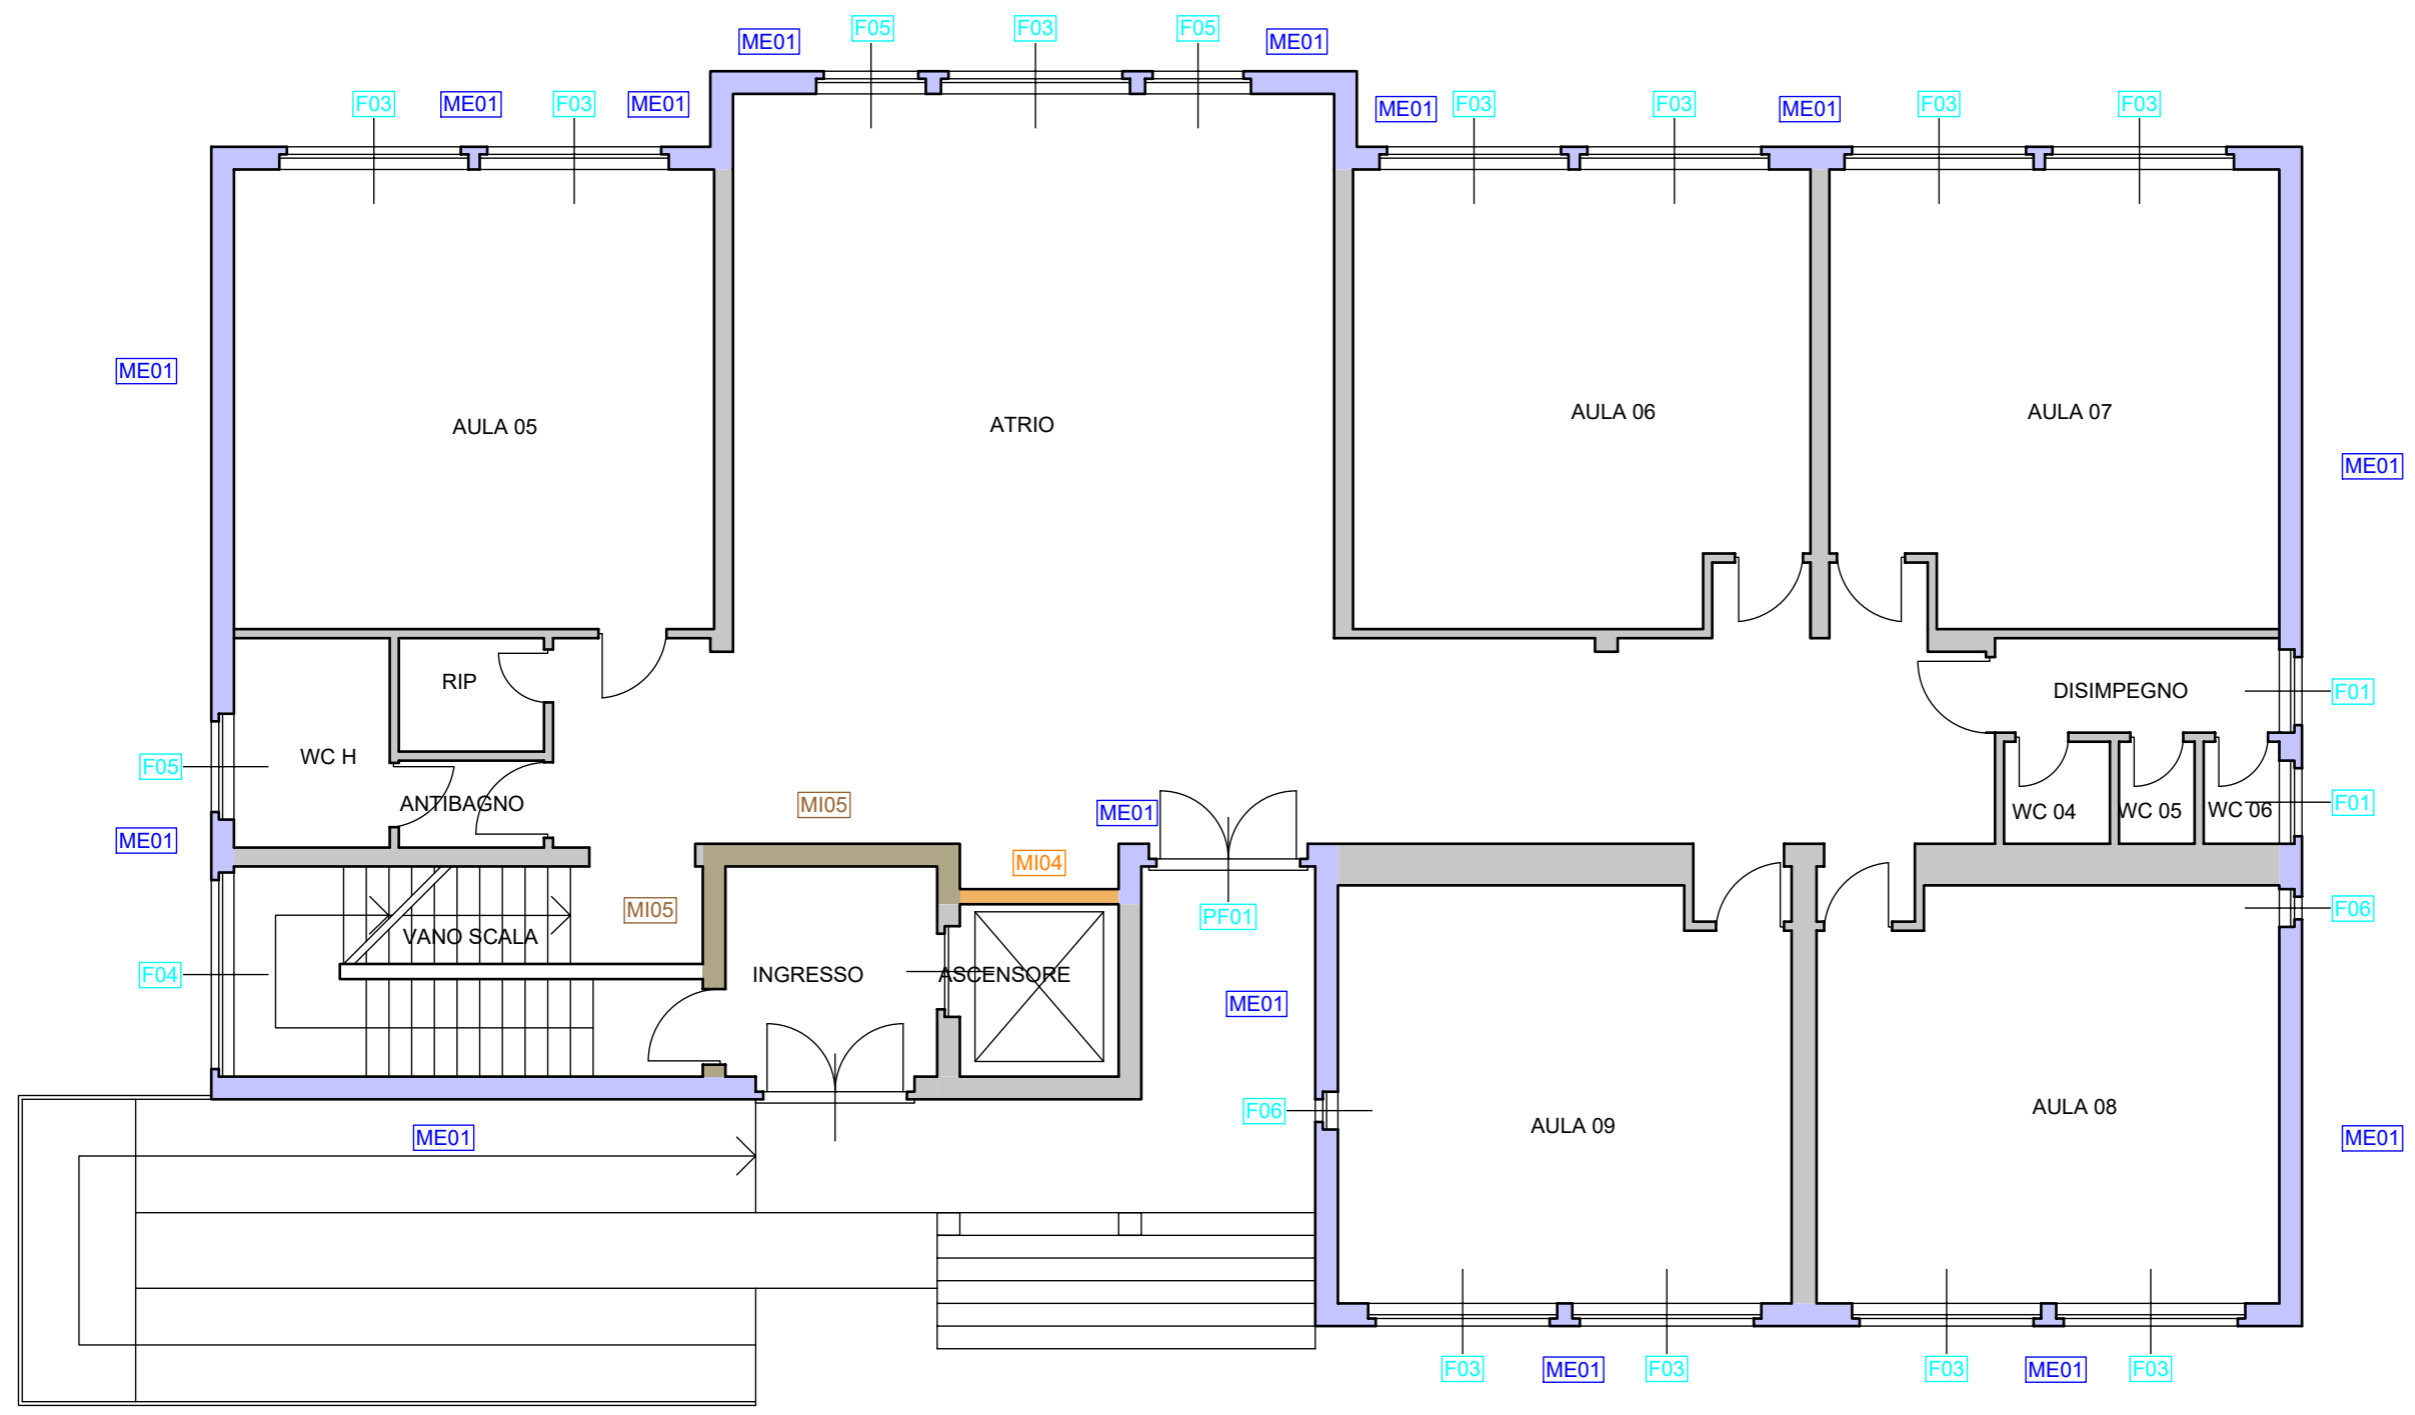 F05
F03
F05
ME01
ME01
F03
ME01
F03
ME01
ME01
F03
F03
ME01
F03
F03
ME01
AULA 05
ATRIO
AULA 06
AULA 07
ME01
RIP
DISIMPEGNO
F01
WC H
F05
ANTIBAGNO
MI05
ME01
WC 04
WC 05
WC 06
F01
ME01
MI04
MI05
PF01
F06
VANO SCALA
F04
INGRESSO
ASCENSORE
ME01
F06
AULA 09
AULA 08
ME01
ME01
F03
ME01
F03
F03
ME01
F03